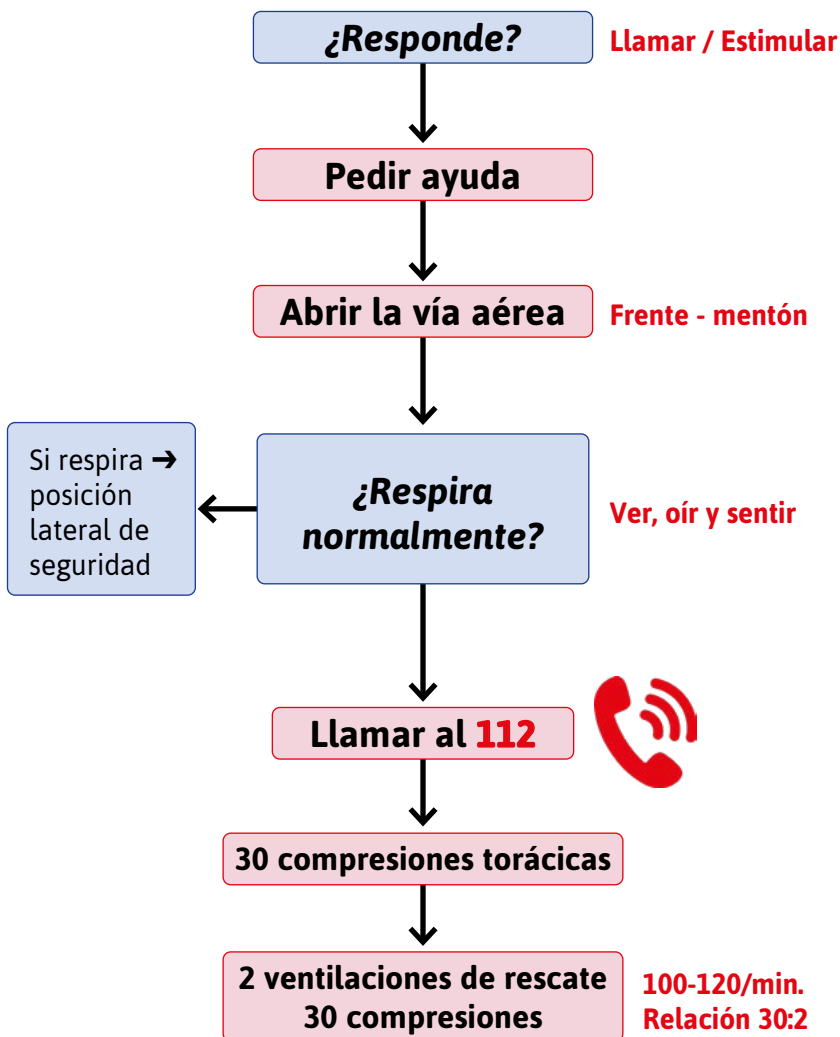 ¿Responde?
Llamar / Estimular
Pedir ayuda
Abrir la vía aérea
Frente - mentón
Si respira ➔
posición
lateral de
seguridad
¿Respira
normalmente?
Ver, oír y sentir
Llamar al 112
30 compresiones torácicas
2 ventilaciones de rescate
30 compresiones
100-120/min.
Relación 30:2